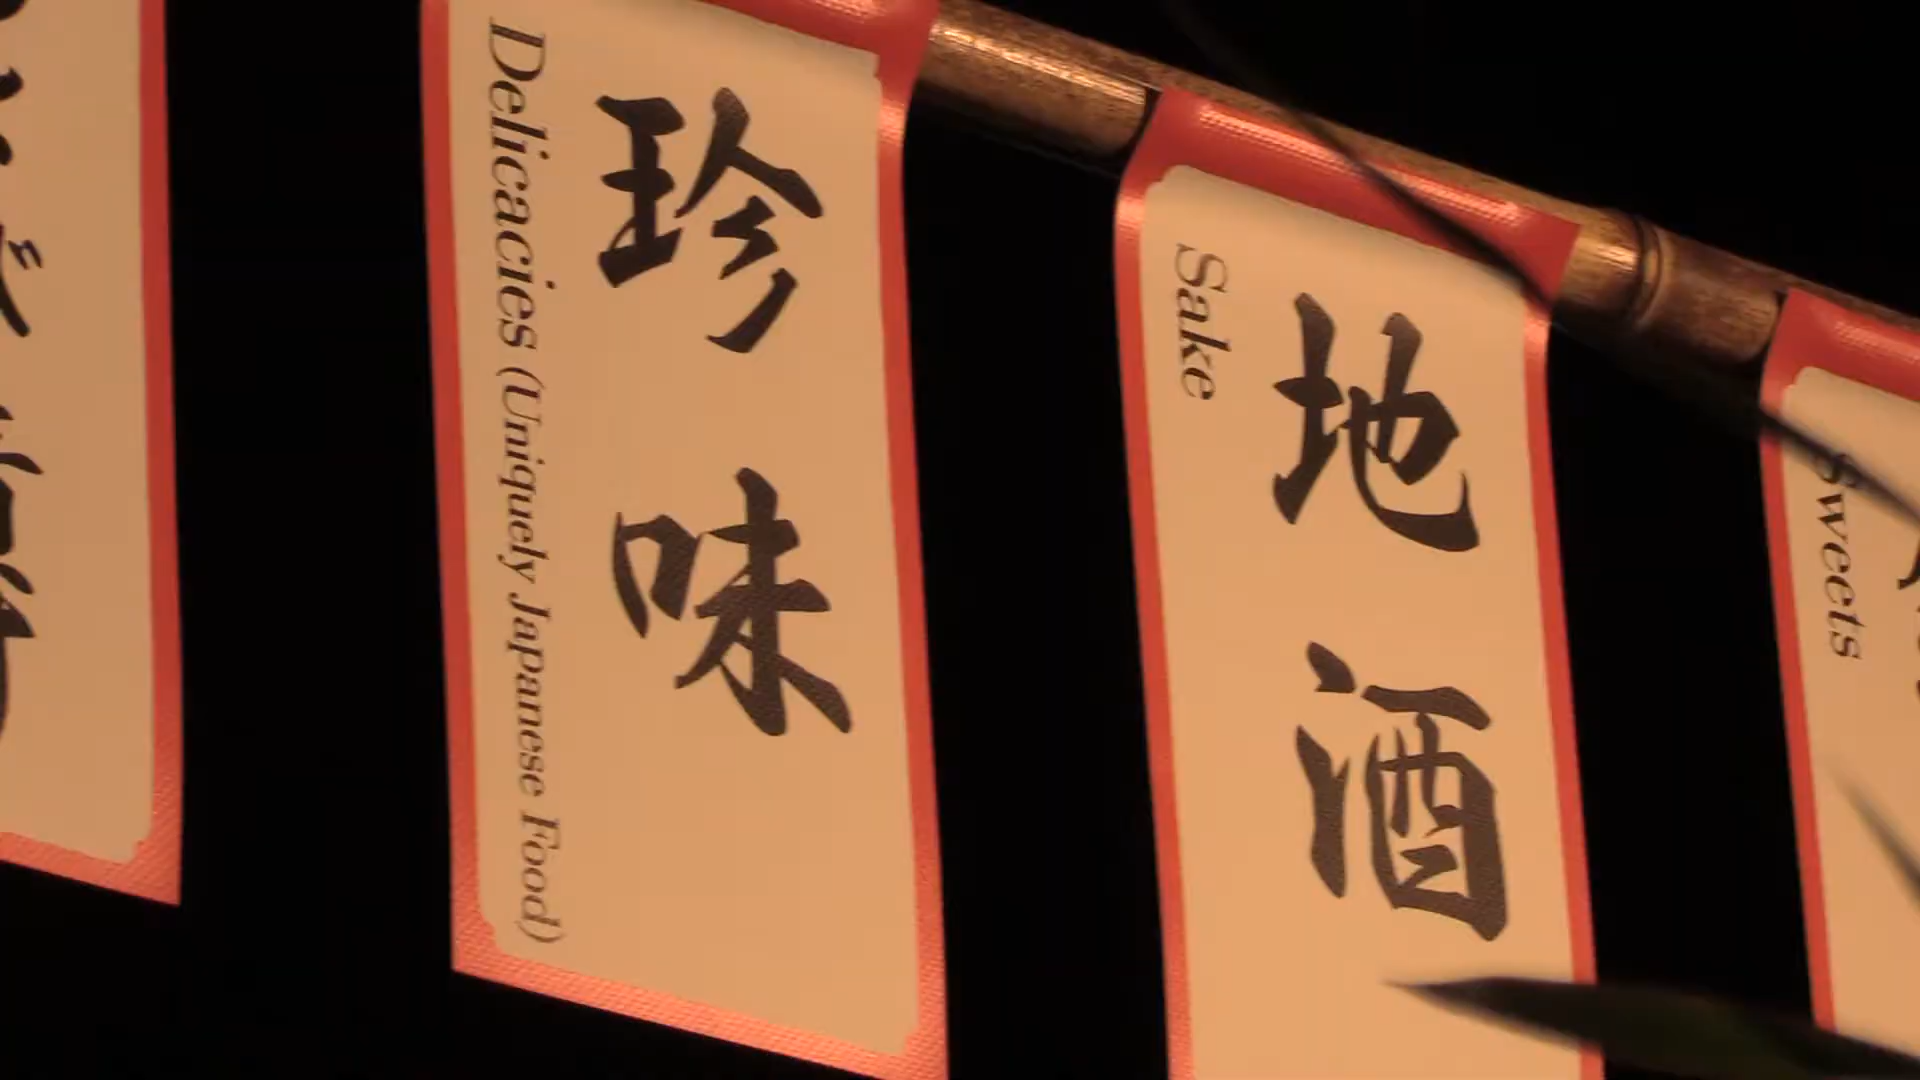 珍味
Delicacies (Uniquely Japanese Food)
地酒
Sake
Sweets